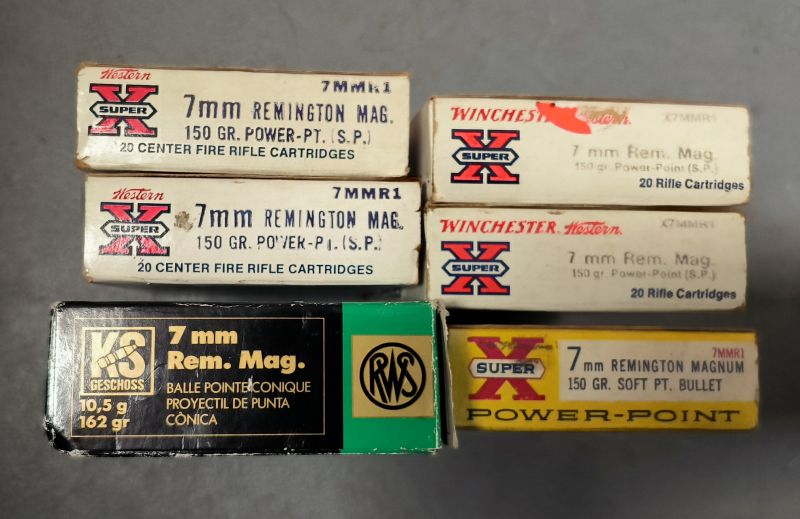 Western
7MMR1
X
SUPER
7mm REMINGTON MAG.
150 GR. POWER-PT. (S.P.)
20 CENTER FIRE RIFLE CARTRIDGES
WINCHESTER Western
X7MMR1
X
SUPER
7 mm Rem. Mag.
150 gr. Power-Point (S.P.)
20 Rifle Cartridges
Western
7MMR1
X
SUPER
7mm REMINGTON MAG.
150 GR. POWER-PT. (S.P.)
20 CENTER FIRE RIFLE CARTRIDGES
WINCHESTER Western
X7MMR1
X
SUPER
7 mm Rem. Mag.
150 gr. Power-Point (S.P.)
20 Rifle Cartridges
KS
GESCHOSS
10,5 g
162 gr
7 mm
Rem. Mag.
BALLE POINTE CONIQUE
PROYECTIL DE PUNTA
CÒNICA
RWS
X
SUPER
7MMR1
7mm REMINGTON MAGNUM
150 GR. SOFT PT. BULLET
POWER-POINT